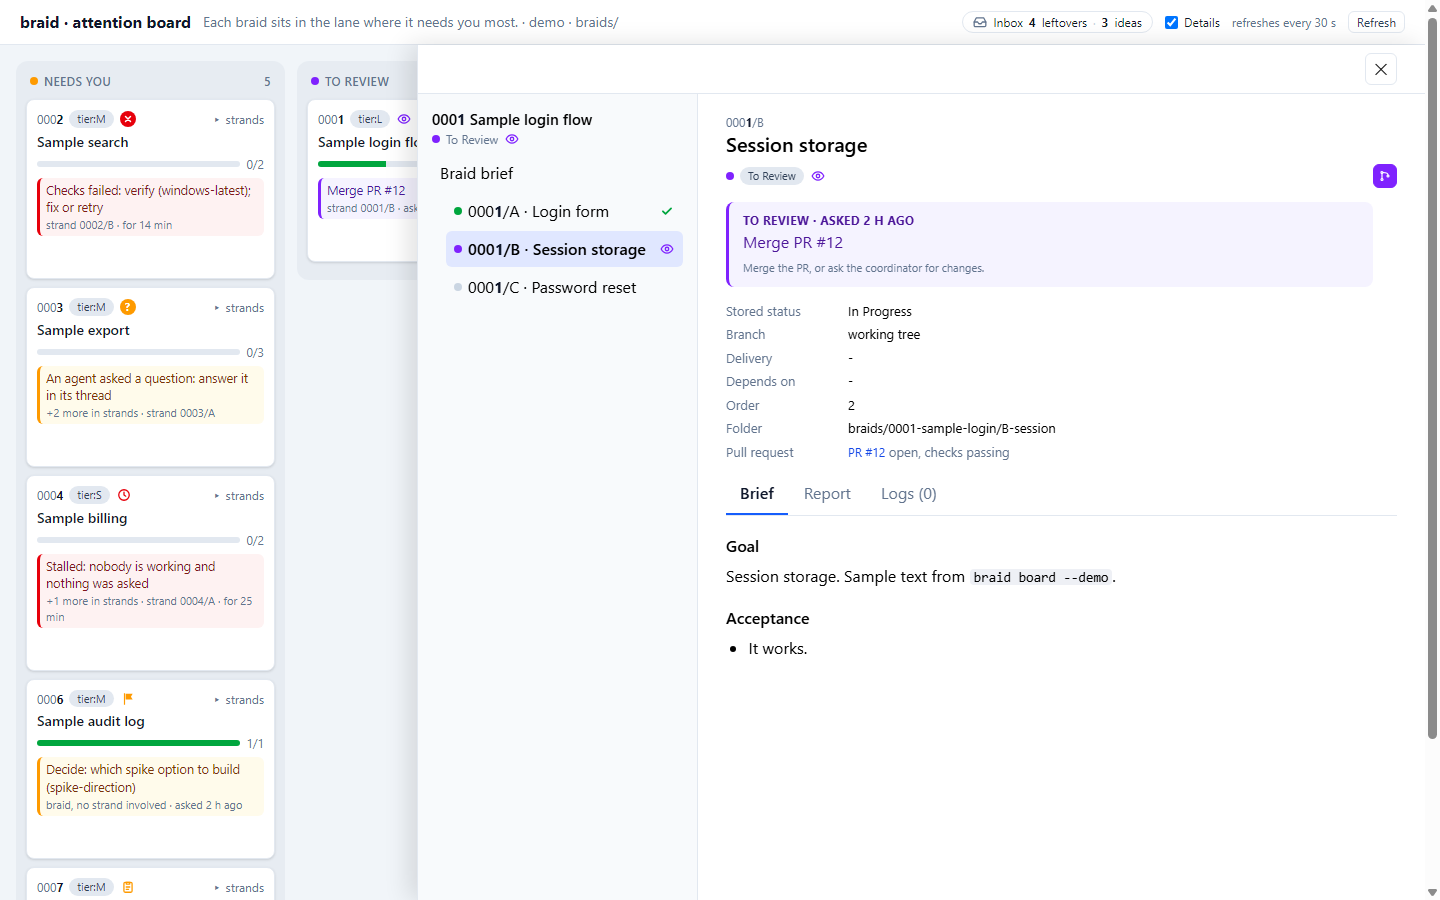 braid · attention board
Each braid sits in the lane where it needs you most. · demo · braids/
Inbox 4 leftovers · 3 ideas
Details
refreshes every 30 s
Refresh
NEEDS YOU 5
0002 tier:M strands
Sample search
0/2
Checks failed: verify (windows-latest);
fix or retry
strand 0002/B · for 14 min
0003 tier:M ? strands
Sample export
0/3
An agent asked a question: answer it
in its thread
+2 more in strands · strand 0003/A
0004 tier:S strands
Sample billing
0/2
Stalled: nobody is working and
nothing was asked
+1 more in strands · strand 0004/A · for 25
min
0006 tier:M strands
Sample audit log
1/1
Decide: which spike option to build
(spike-direction)
braid, no strand involved · asked 2 h ago
0007 tier:M strands
TO REVIEW
0001 tier:L
Sample login flo
Merge PR #12
strand 0001/B · ask
0001 Sample login flow
To Review
Braid brief
0001/A · Login form
0001/B · Session storage
0001/C · Password reset
0001/B
Session storage
To Review
TO REVIEW · ASKED 2 H AGO
Merge PR #12
Merge the PR, or ask the coordinator for changes.
Stored status In Progress
Branch working tree
Delivery -
Depends on -
Order 2
Folder braids/0001-sample-login/B-session
Pull request PR #12 open, checks passing
Brief Report Logs (0)
Goal
Session storage. Sample text from braid board --demo.
Acceptance
• It works.